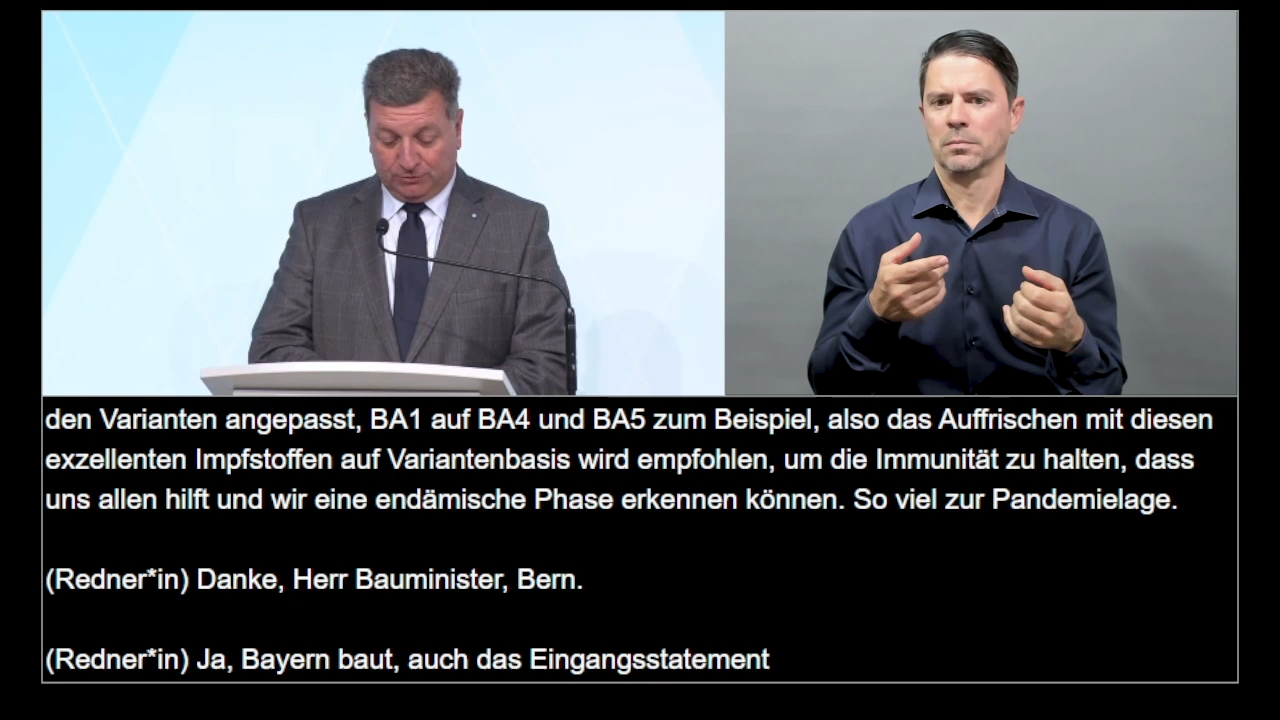 den Varianten angepasst, BA1 auf BA4 und BA5 zum Beispiel, also das Auffrischen mit diesen
exzellenten Impfstoffen auf Variantenbasis wird empfohlen, um die Immunität zu halten, dass
uns allen hilft und wir eine endämische Phase erkennen können. So viel zur Pandemielage.
(Redner*in) Danke, Herr Bauminister, Bern.
(Redner*in) Ja, Bayern baut, auch das Eingangsstatement